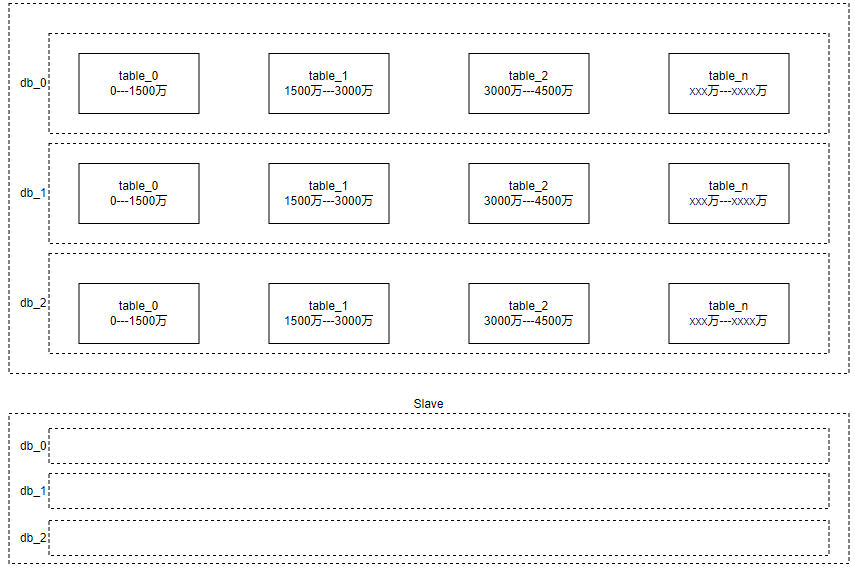 db_0
table_0
0---1500万
table_1
1500万---3000万
table_2
3000万---4500万
table_n
xxx万---xxxx万
db_1
table_0
0---1500万
table_1
1500万---3000万
table_2
3000万---4500万
table_n
xxx万---xxxx万
db_2
table_0
0---1500万
table_1
1500万---3000万
table_2
3000万---4500万
table_n
xxx万---xxxx万
Slave
db_0
db_1
db_2